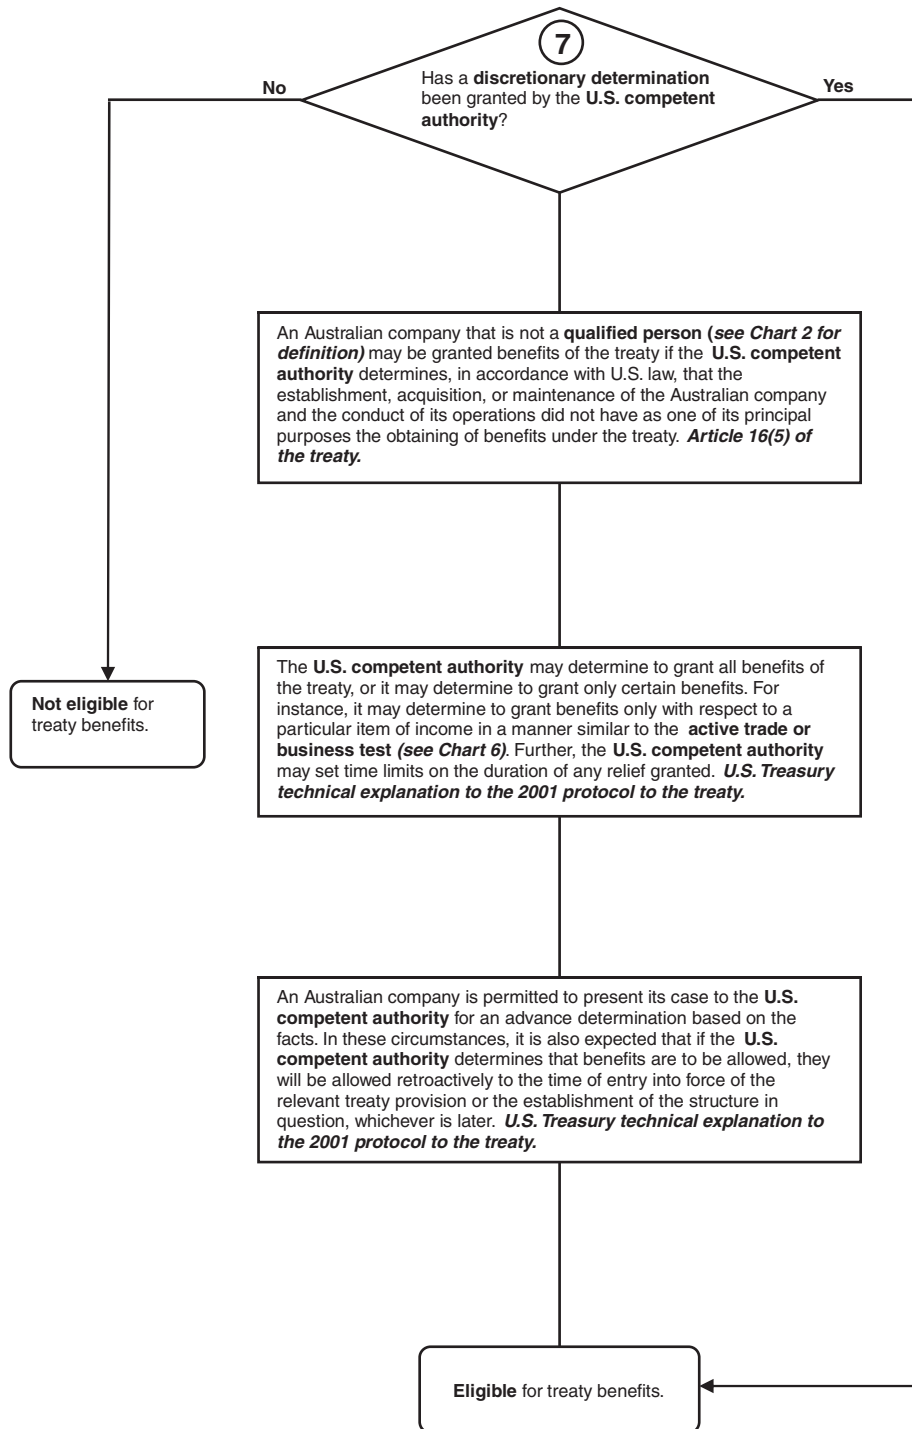 7
Has a discretionary determination
been granted by the U.S. competent
authority?
No
Yes
An Australian company that is not a qualified person (see Chart 2 for
definition) may be granted benefits of the treaty if the U.S. competent
authority determines, in accordance with U.S. law, that the
establishment, acquisition, or maintenance of the Australian company
and the conduct of its operations did not have as one of its principal
purposes the obtaining of benefits under the treaty. Article 16(5) of
the treaty.
The U.S. competent authority may determine to grant all benefits of
the treaty, or it may determine to grant only certain benefits. For
instance, it may determine to grant benefits only with respect to a
particular item of income in a manner similar to the active trade or
business test (see Chart 6). Further, the U.S. competent authority
may set time limits on the duration of any relief granted. U.S. Treasury
technical explanation to the 2001 protocol to the treaty.
Not eligible for
treaty benefits.
An Australian company is permitted to present its case to the U.S.
competent authority for an advance determination based on the
facts. In these circumstances, it is also expected that if the U.S.
competent authority determines that benefits are to be allowed, they
will be allowed retroactively to the time of entry into force of the
relevant treaty provision or the establishment of the structure in
question, whichever is later. U.S. Treasury technical explanation to
the 2001 protocol to the treaty.
Eligible for treaty benefits.